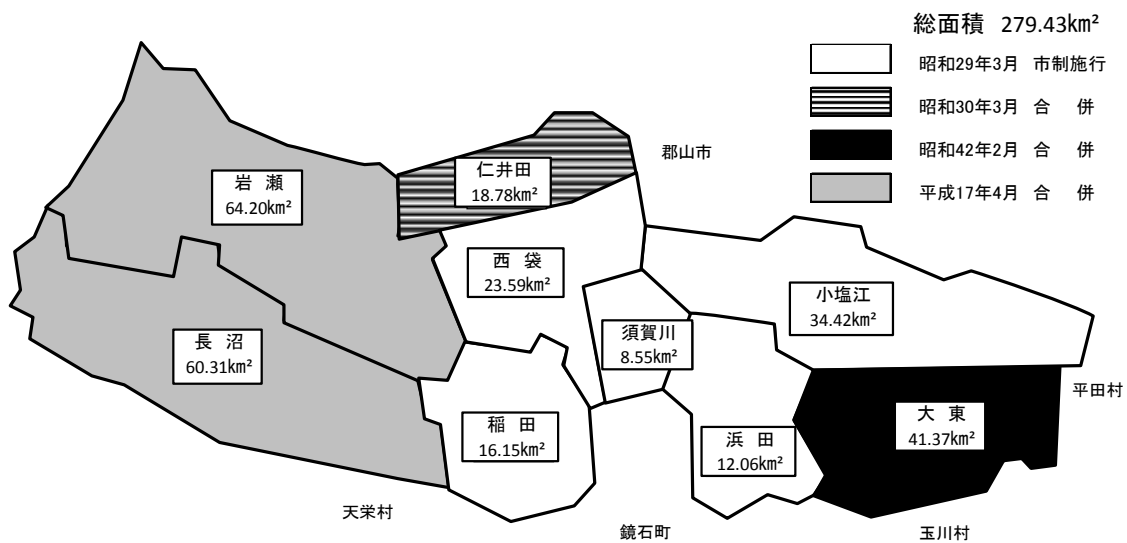 総面積 279.43km²
昭和29年3月 市制施行
昭和30年3月 合 併
昭和42年2月 合 併
平成17年4月 合 併
郡山市
仁井田
18.78km²
岩 瀬
64.20km²
西 袋
23.59km²
小塩江
34.42km²
須賀川
8.55km²
長 沼
60.31km²
平田村
稲 田
16.15km²
浜 田
12.06km²
大 東
41.37km²
天栄村
鏡石町
玉川村